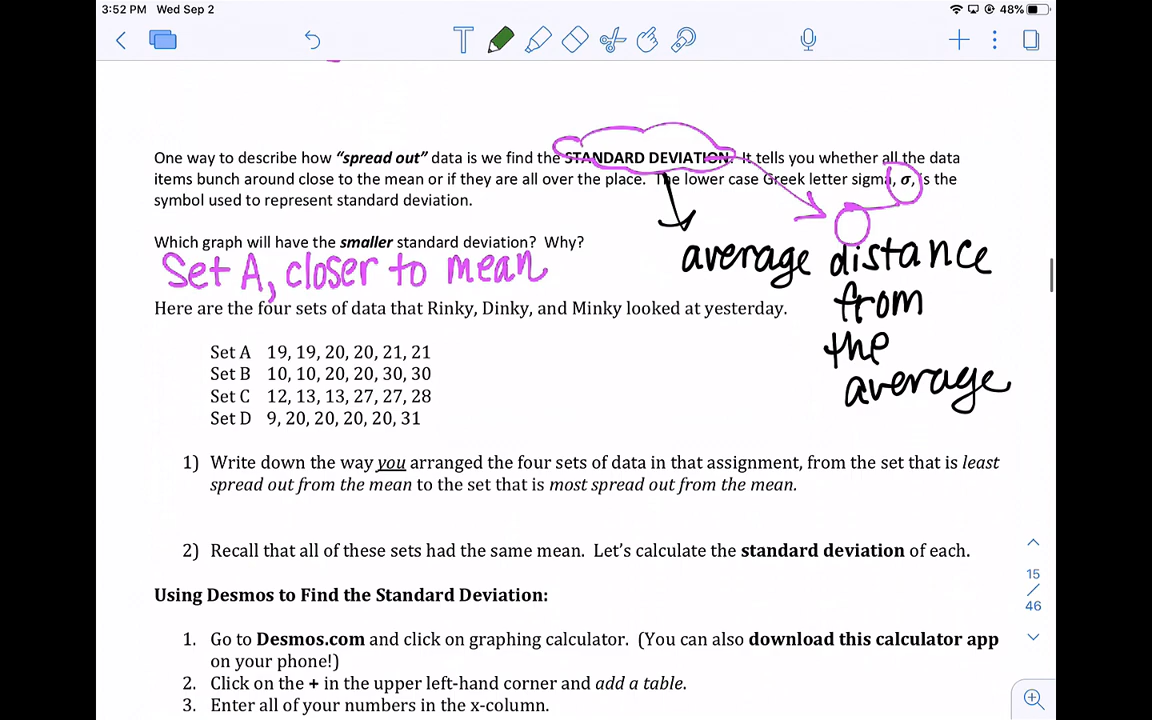 3:52 PM Wed Sep 2
48%
T
One way to describe how “spread out” data is we find the STANDARD DEVIATION. It tells you whether all the data
items bunch around close to the mean or if they are all over the place. The lower case Greek letter sigma, σ, is the
symbol used to represent standard deviation.
Which graph will have the smaller standard deviation? Why?
Set A, closer to mean
average distance
from
the
average
Here are the four sets of data that Rinky, Dinky, and Minky looked at yesterday.
Set A 19, 19, 20, 20, 21, 21
Set B 10, 10, 20, 20, 30, 30
Set C 12, 13, 13, 27, 27, 28
Set D 9, 20, 20, 20, 20, 31
1) Write down the way you arranged the four sets of data in that assignment, from the set that is least
spread out from the mean to the set that is most spread out from the mean.
2) Recall that all of these sets had the same mean. Let’s calculate the standard deviation of each.
15
/
46
Using Desmos to Find the Standard Deviation:
1. Go to Desmos.com and click on graphing calculator. (You can also download this calculator app
on your phone!)
2. Click on the + in the upper left-hand corner and add a table.
3. Enter all of your numbers in the x-column.